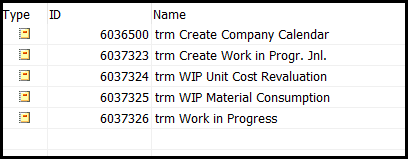 Type ID Name
6036500 trm Create Company Calendar
6037323 trm Create Work in Progr. Jnl.
6037324 trm WIP Unit Cost Revaluation
6037325 trm WIP Material Consumption
6037326 trm Work in Progress